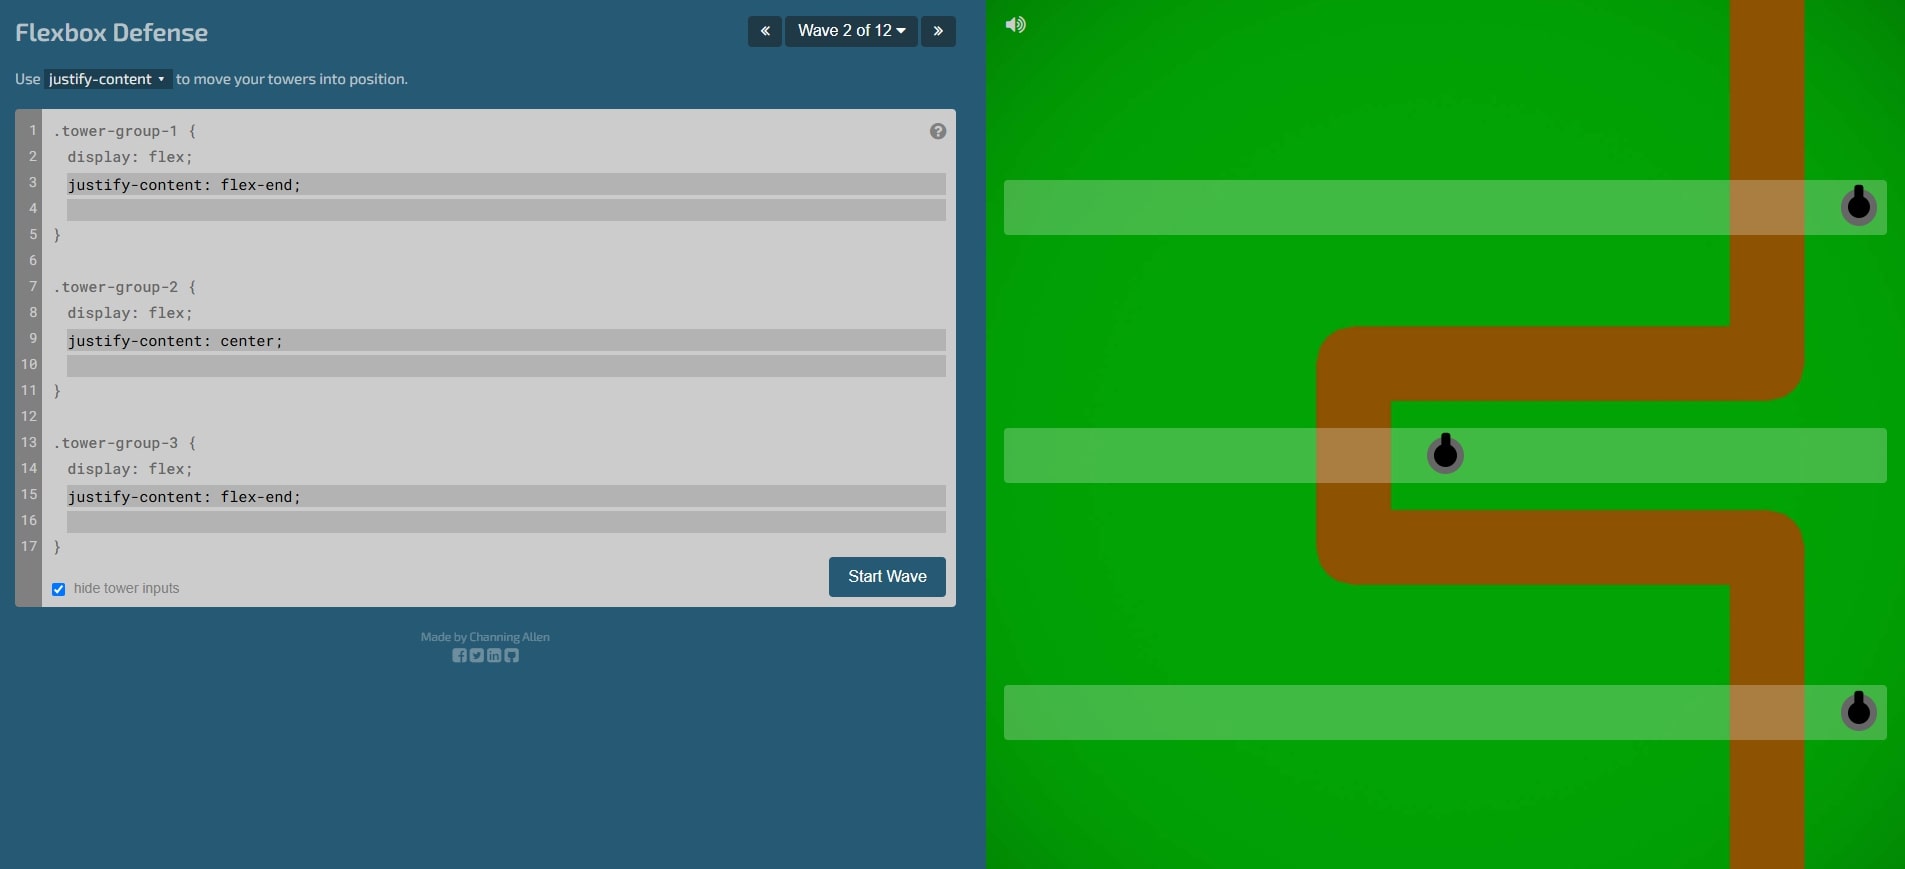 Flexbox Defense
« Wave 2 of 12 »
Use justify-content to move your towers into position.
1 .tower-group-1 {
2 display: flex;
3 justify-content: flex-end;
4
5 }
6
7 .tower-group-2 {
8 display: flex;
9 justify-content: center;
10
11 }
12
13 .tower-group-3 {
14 display: flex;
15 justify-content: flex-end;
16
17 }
hide tower inputs
Start Wave
Made by Channing Allen